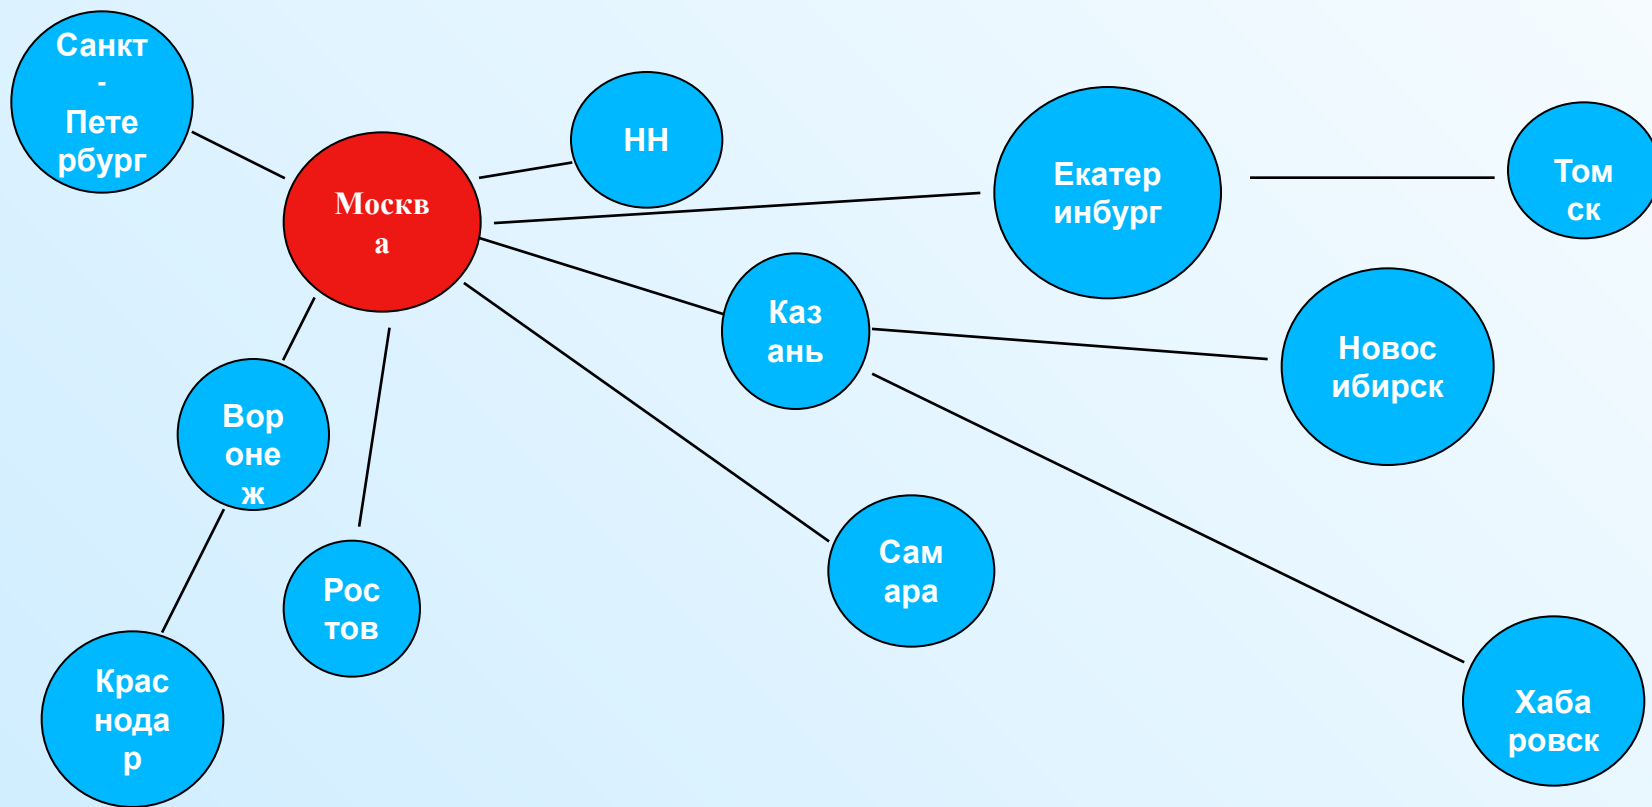 Санкт
-
Пете
рбург
НН
Москв
а
Екатер
инбург
Том
ск
Каз
ань
Новос
ибирск
Вор
оне
ж
Рос
тов
Сам
ара
Крас
нода
р
Хаба
ровск